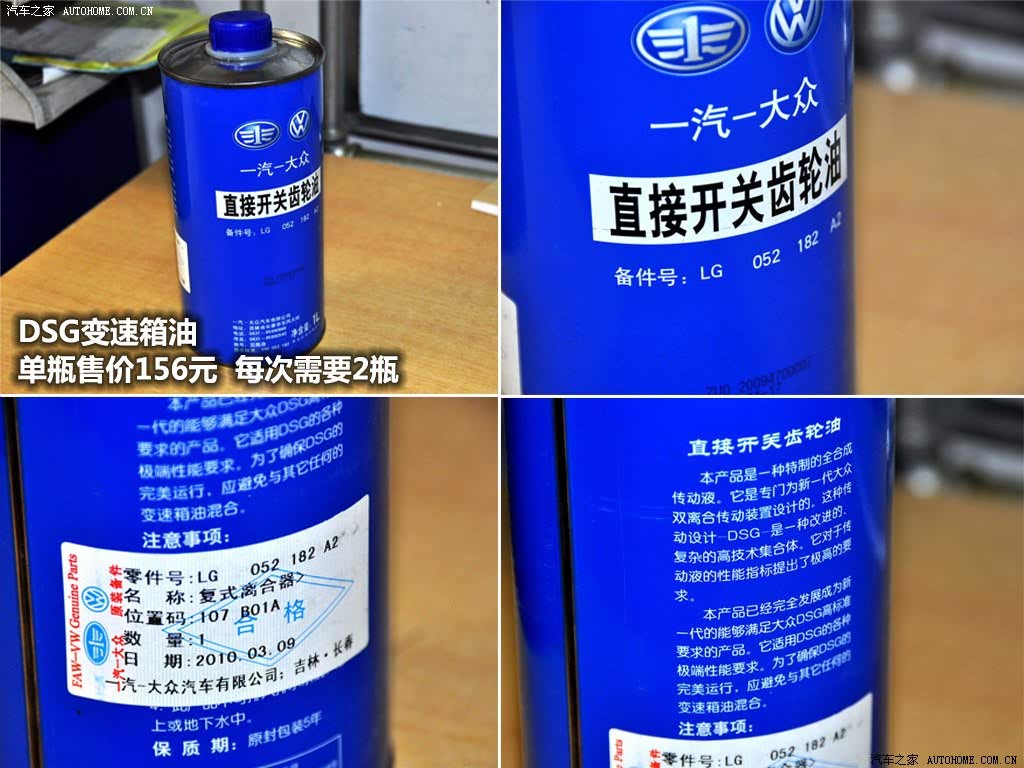 汽车之家 AUTOHOME.COM.CN
一汽-大众
直接开关齿轮油
备件号: LG 052 182 A2
一汽-大众汽车有限公司
净含量: 1L
DSG变速箱油
单瓶售价156元 每次需要2瓶
一汽-大众
直接开关齿轮油
备件号: LG 052 182 A2
一代的能够满足大众DSG高
要求的产品。它适用DSG的各种
极端性能要求。为了确保DSG的
完美运行，应避免与其它任何的
变速箱油混合。
注意事项:
FAW-VW Genuine Parts
一汽-大众 原装备件
零件号:LG 052 182 A2
名 称:复式离合器>
位置码:107 B01A
数 量:1
日 期:2010.03.09
合格
一汽-大众汽车有限公司; 吉林·长春
上或地下水中。
保 质 期: 原封包装5年
直接开关齿轮油
本产品是一种特制的全合成
传动液。它是专门为新一代大众
双离合传动装置设计的。这种传
动设计-DSG-是一种改进的、
复杂的高技术集合体。它对于传
动液的性能指标提出了极高的要
求。
本产品已经完全发展成为新
一代的能够满足大众DSG高标准
要求的产品。它适用DSG的各种
极端性能要求。为了确保DSG的
完美运行，应避免与其它任何的
变速箱油混合。
注意事项:
零件号:LG 052 182 A2
汽车之家 AUTOHOME.COM.CN